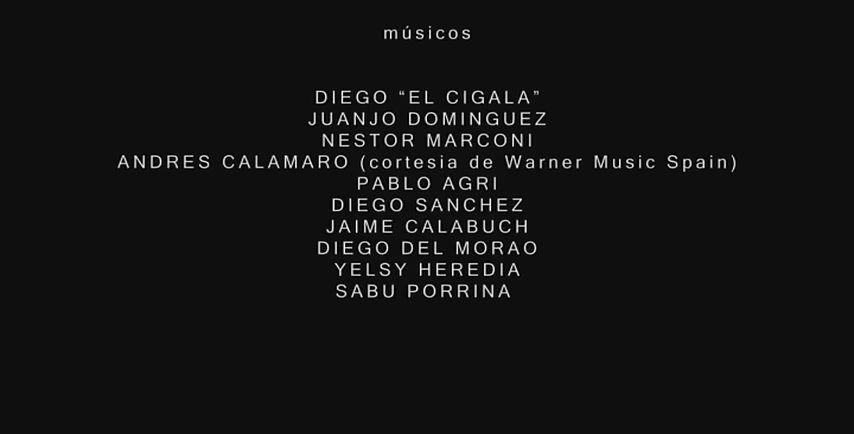 músicos
DIEGO “EL CIGALA”
JUANJO DOMINGUEZ
NESTOR MARCONI
ANDRES CALAMARO (cortesia de Warner Music Spain)
PABLO AGRI
DIEGO SANCHEZ
JAIME CALABUCH
DIEGO DEL MORAO
YELSY HEREDIA
SABU PORRINA